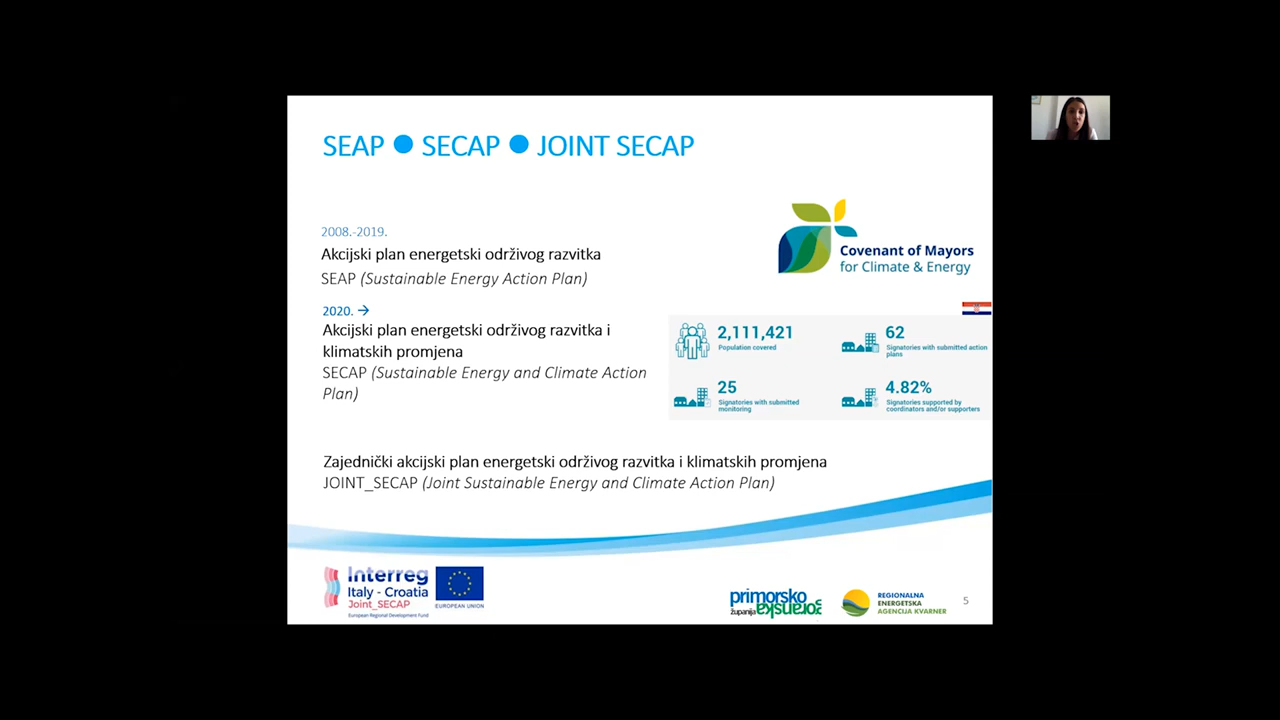 SEAP ● SECAP ● JOINT SECAP
2008.-2019.
Akcijski plan energetski održivog razvitka
SEAP (Sustainable Energy Action Plan)
2020. →
Akcijski plan energetski održivog razvitka i
klimatskih promjena
SECAP (Sustainable Energy and Climate Action
Plan)
Covenant of Mayors
for Climate & Energy
2,111,421
Population covered
62
Signatories with submitted action
plans
25
Signatories with submitted
monitoring
4.82%
Signatories supported by
coordinators and/or supporters
Zajednički akcijski plan energetski održivog razvitka i klimatskih promjena
JOINT_SECAP (Joint Sustainable Energy and Climate Action Plan)
Interreg
Italy - Croatia
Joint_SECAP
European Regional Development Fund
EUROPEAN UNION
primorsko
županija goranska
REGIONALNA
ENERGETSKA
AGENCIJA KVARNER
5